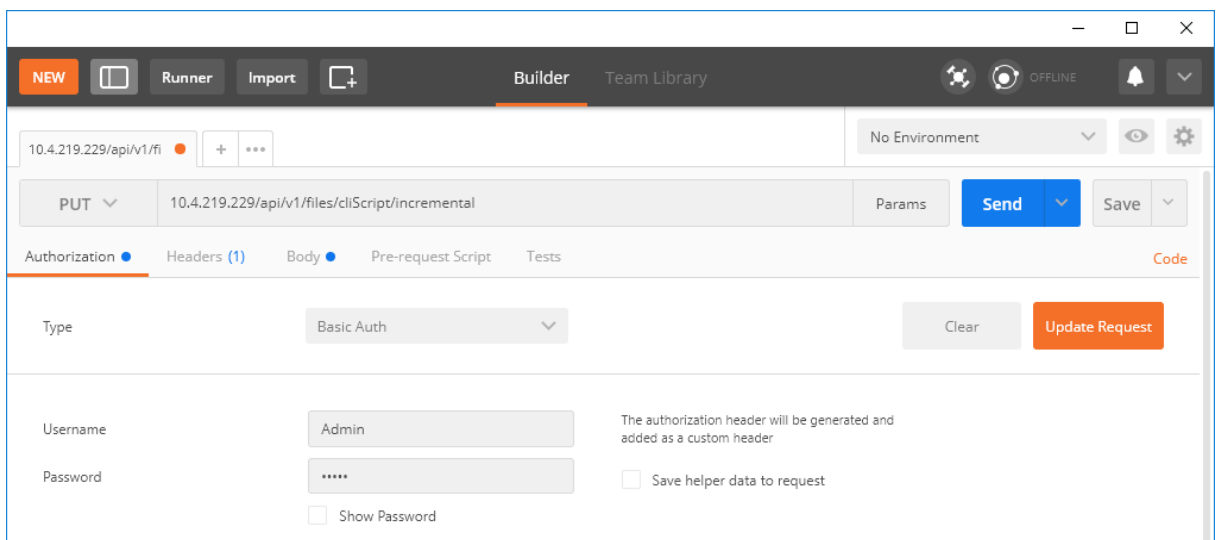 NEW Runner Import Builder Team Library OFFLINE
10.4.219.229/api/v1/fi + ••• No Environment
PUT 10.4.219.229/api/v1/files/cliScript/incremental Params Send Save
Authorization Headers (1) Body Pre-request Script Tests Code
Type Basic Auth Clear Update Request
Username Admin
The authorization header will be generated and
added as a custom header
Password •••••
Save helper data to request
Show Password